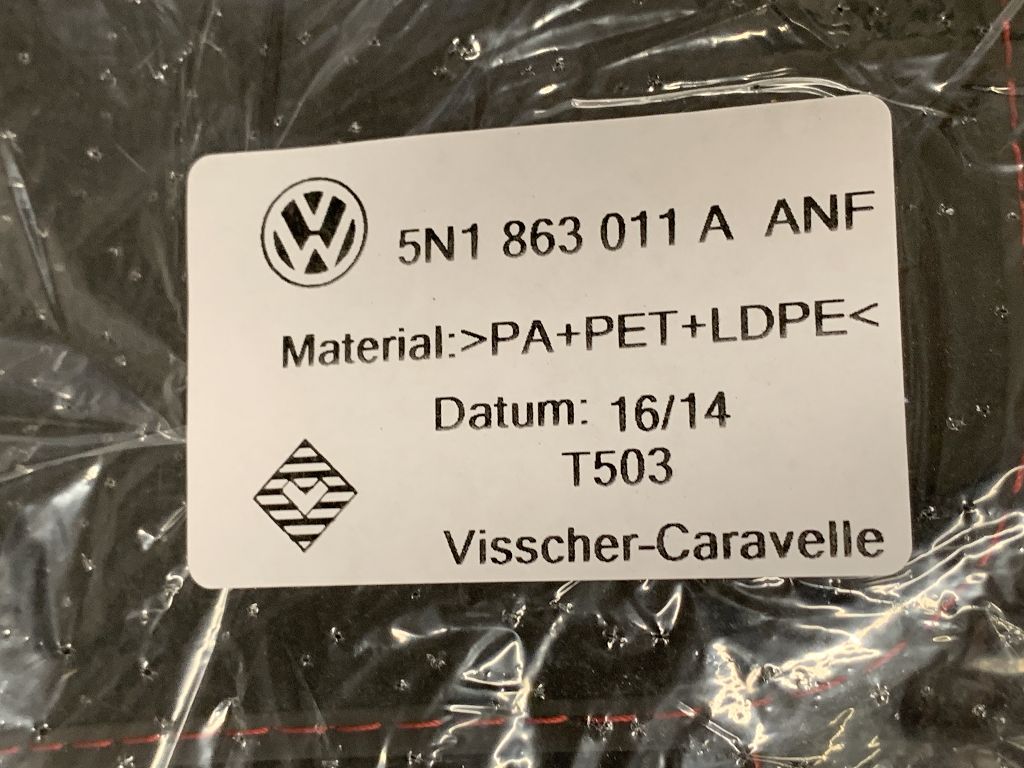 5N1 863 011 A ANF
Material:>PA+PET+LDPE<
Datum: 16/14
T503
Visscher-Caravelle